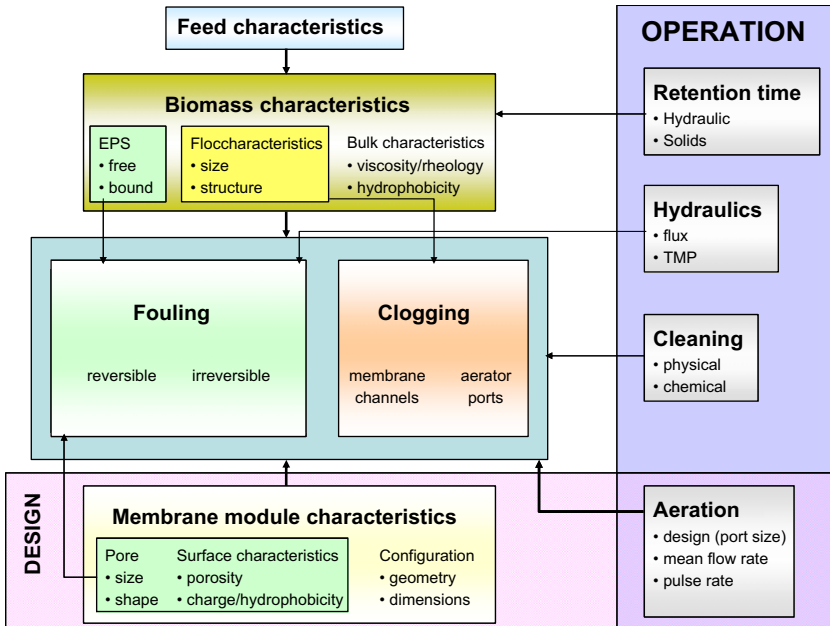 Feed characteristics
Biomass characteristics
EPS
• free
• bound
Floccharacteristics
• size
• structure
Bulk characteristics
• viscosity/rheology
• hydrophobicity
Fouling
reversible irreversible
Clogging
membrane channels
aerator ports
DESIGN
Membrane module characteristics
Pore
• size
• shape
Surface characteristics
• porosity
• charge/hydrophobicity
Configuration
• geometry
• dimensions
OPERATION
Retention time
• Hydraulic
• Solids
Hydraulics
• flux
• TMP
Cleaning
• physical
• chemical
Aeration
• design (port size)
• mean flow rate
• pulse rate